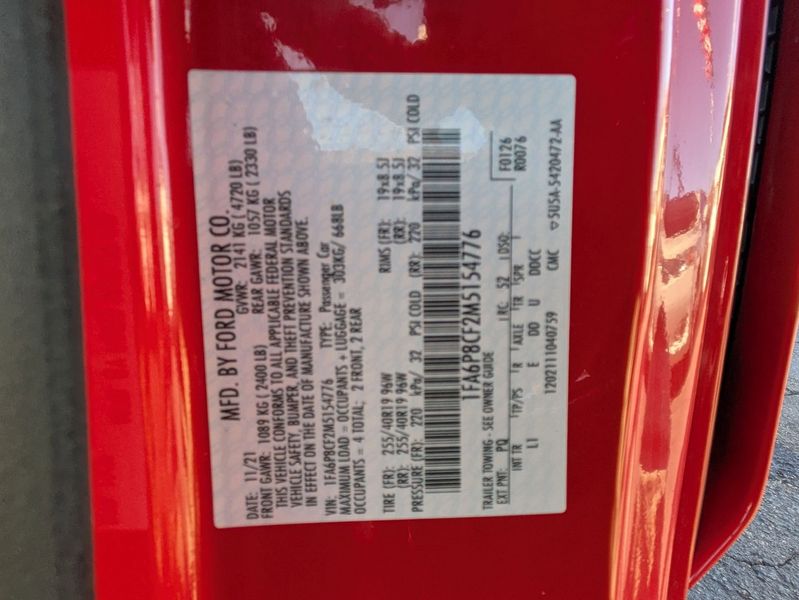 MFD. BY FORD MOTOR CO.
DATE: 11/21 GVWR: 2141 KG ( 4720 LB)
FRONT GAWR: 1089 KG (2400 LB) REAR GAWR: 1057 KG ( 2330 LB)
THIS VEHICLE CONFORMS TO ALL APPLICABLE FEDERAL MOTOR
VEHICLE SAFETY, BUMPER, AND THEFT PREVENTION STANDARDS
IN EFFECT ON THE DATE OF MANUFACTURE SHOWN ABOVE.
VIN: 1FA6P8CF2M5154776 TYPE: Passenger Car
MAXIMUM LOAD = OCCUPANTS + LUGGAGE = 303KG/ 668LB
OCCUPANTS = 4 TOTAL; 2 FRONT, 2 REAR
TIRE (FR): 255/40R19 96W RIMS (FR): 19x8.5J
(RR): 255/40R19 96W (RR): 19x8.5J
PRESSURE (FR): 220 kPa/ 32 PSI COLD (RR): 220 kPa/ 32 PSI COLD
1FA6P8CF2M5154776
TRAILER TOWING - SEE OWNER GUIDE F0126
EXT PNT: PQ LRC: 52 LDSO: R0076
INT TR TP/PS R AXLE TR SPR
LI E DO U DOCC 5U5A-5420472-AA
1202111040759 CMC